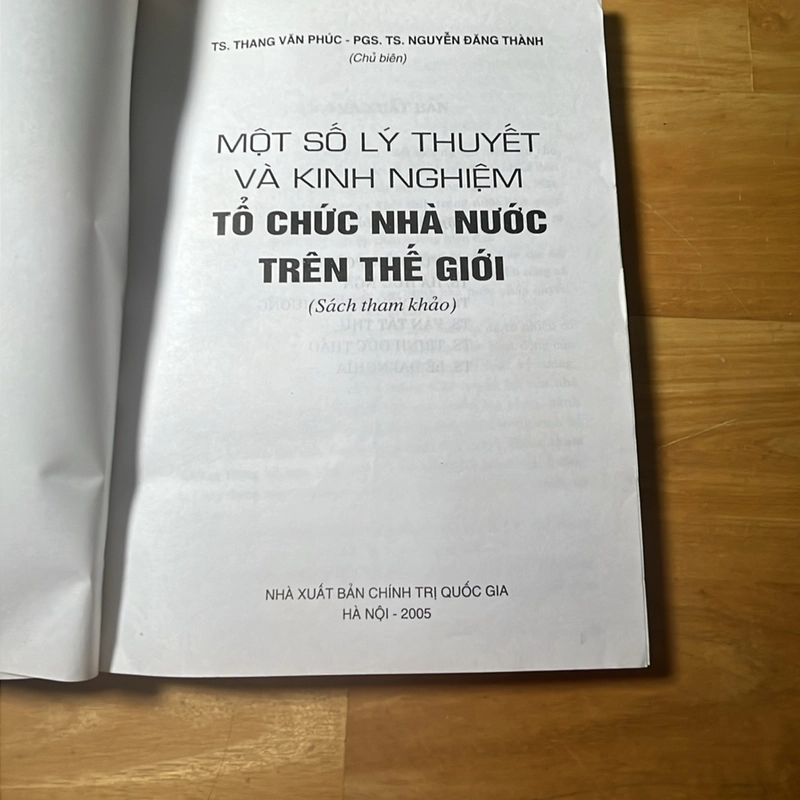 TS. THANG VĂN PHÚC - PGS. TS. NGUYỄN ĐĂNG THÀNH
(Chủ biên)
MỘT SỐ LÝ THUYẾT
VÀ KINH NGHIỆM
TỔ CHỨC NHÀ NƯỚC
TRÊN THẾ GIỚI
(Sách tham khảo)
NHÀ XUẤT BẢN CHÍNH TRỊ QUỐC GIA
HÀ NỘI - 2005